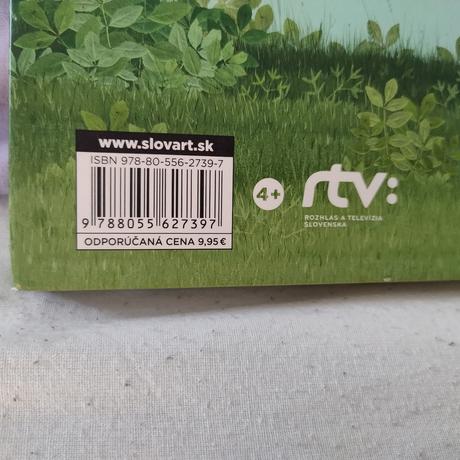 www.slovart.sk
ISBN 978-80-556-2739-7
9 788055 627397
ODPORÚČANÁ CENA 9,95 €
4+
rtv:
ROZHLAS A TELEVÍZIA
SLOVENSKA